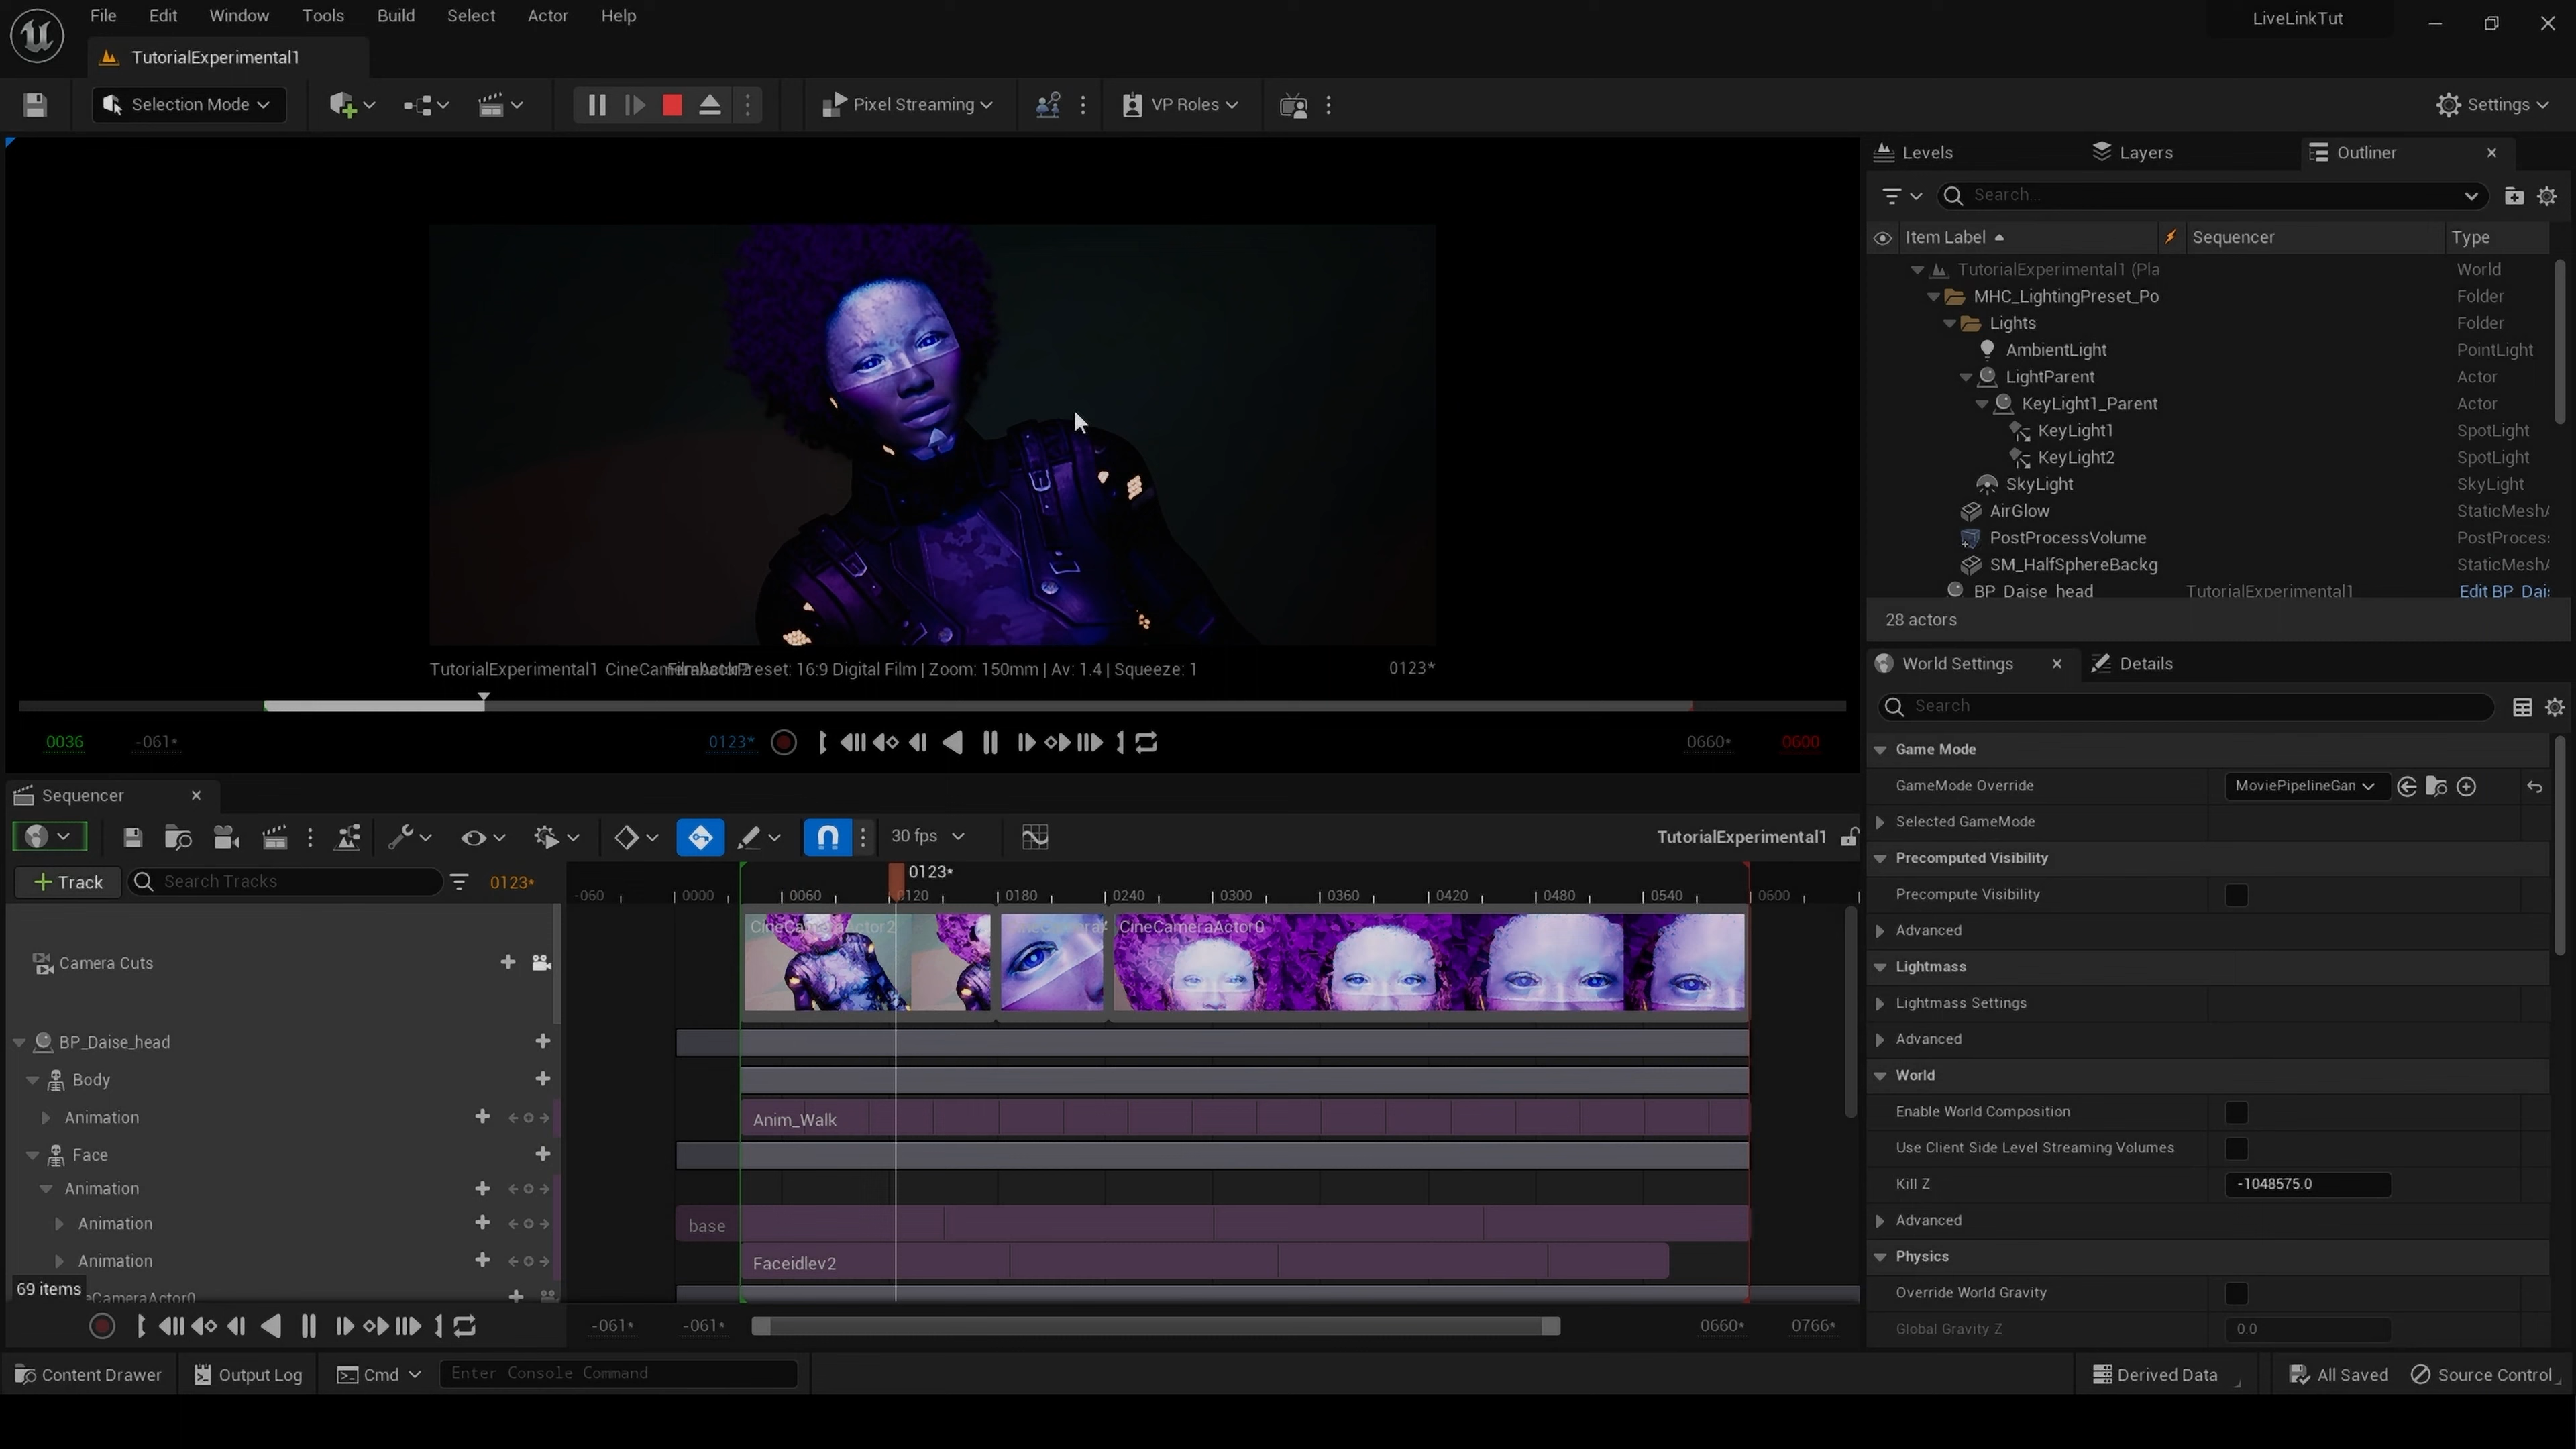 File Edit Window Tools Build Select Actor Help
LiveLinkTut
TutorialExperimental1
Selection Mode
Pixel Streaming
VP Roles
Settings
Levels
Layers
Outliner
Search...
Item Label
Sequencer
Type
TutorialExperimental1 (Pla
World
MHC_LightingPreset_Po
Folder
Lights
Folder
AmbientLight
PointLight
LightParent
Actor
KeyLight1_Parent
Actor
KeyLight1
SpotLight
KeyLight2
SpotLight
SkyLight
SkyLight
AirGlow
StaticMesh
PostProcessVolume
PostProces
SM_HalfSphereBackg
StaticMesh
BP_Daise_head
TutorialExperimental1
Edit BP_Dai
28 actors
TutorialExperimental1
Preset: 16:9 Digital Film | Zoom: 150mm | Av: 1.4 | Squeeze: 1
0123*
0036
-061*
0123*
0660*
0600
World Settings
Details
Search
Game Mode
GameMode Override
MoviePipelineGan
Selected GameMode
Precomputed Visibility
Precompute Visibility
Advanced
Lightmass
Lightmass Settings
Advanced
World
Enable World Composition
Use Client Side Level Streaming Volumes
Kill Z
-1048575.0
Advanced
Physics
Override World Gravity
Global Gravity Z
0.0
Sequencer
30 fps
TutorialExperimental1
Track
Search Tracks
0123*
0123*
-060 0000 0060 0120 0180 0240 0300 0360 0420 0480 0540 0600
Camera Cuts
CineCameraActor2
CineCameraActor0
BP_Daise_head
Body
Animation
Anim_Walk
Face
Animation
Animation
base
Animation
Faceidlev2
69 items
eCameraActor0
-061*
-061*
0660*
0766*
Content Drawer
Output Log
Cmd
Enter Console Command
Derived Data
All Saved
Source Control